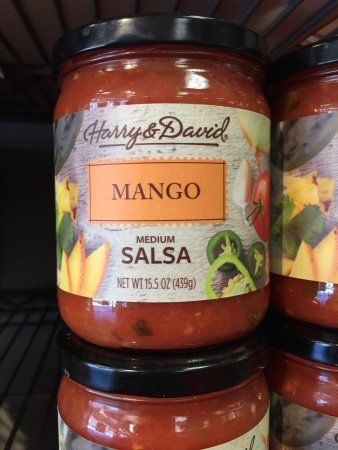 Harry & David®
MANGO
MEDIUM
SALSA
NET WT 15.5 OZ (439g)